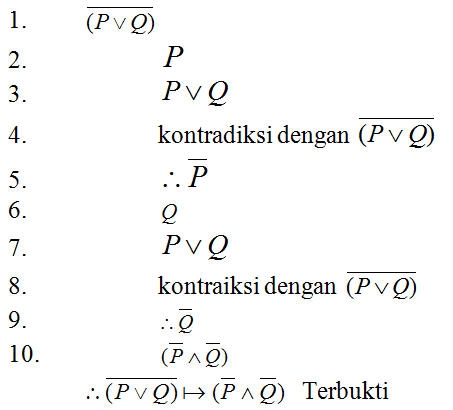 1. $\overline{(P \vee Q)}$
2. $P$
3. $P \vee Q$
4. kontradiksi dengan $\overline{(P \vee Q)}$
5. $\therefore \overline{P}$
6. $Q$
7. $P \vee Q$
8. kontraiksi dengan $\overline{(P \vee Q)}$
9. $\therefore \overline{Q}$
10. $(\overline{P} \wedge \overline{Q})$
$\therefore \overline{(P \vee Q)} \mapsto (\overline{P} \wedge \overline{Q})$ Terbukti